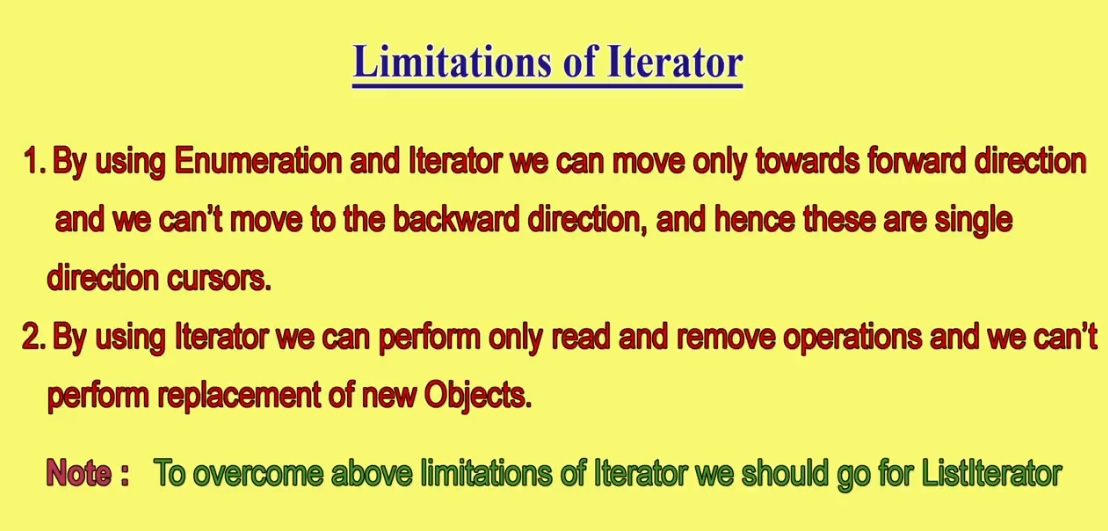 Limitations of Iterator
1. By using Enumeration and Iterator we can move only towards forward direction
and we can't move to the backward direction, and hence these are single
direction cursors.
2. By using Iterator we can perform only read and remove operations and we can't
perform replacement of new Objects.
Note : To overcome above limitations of Iterator we should go for ListIterator